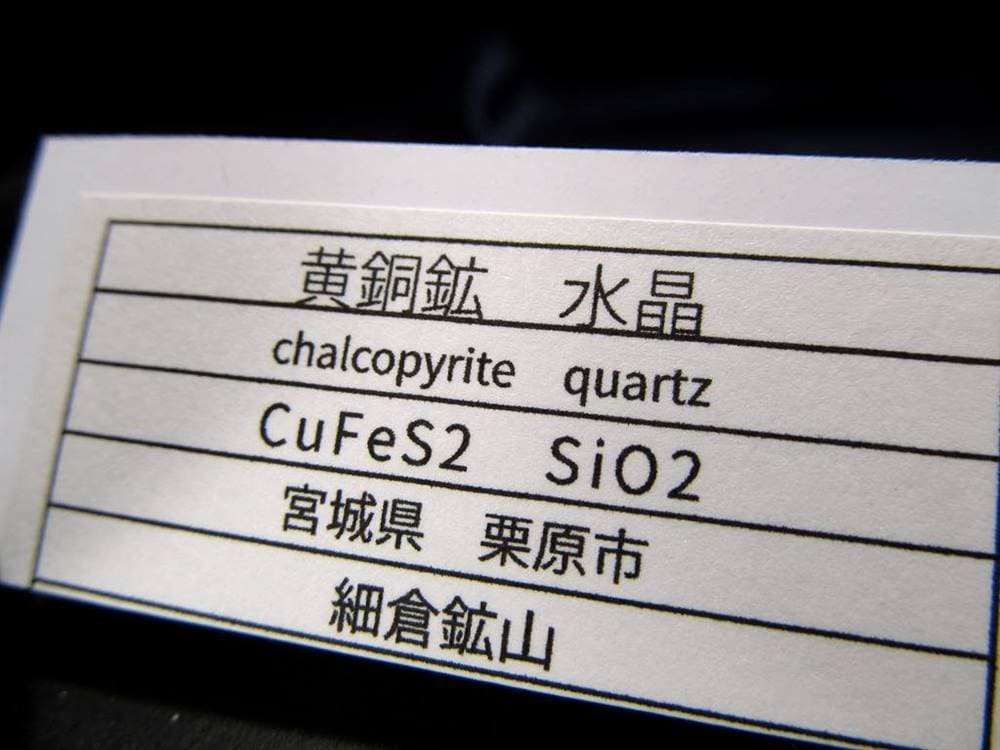 黄銅鉱　水晶
chalcopyrite　quartz
CuFeS2　SiO2
宮城県　栗原市
細倉鉱山